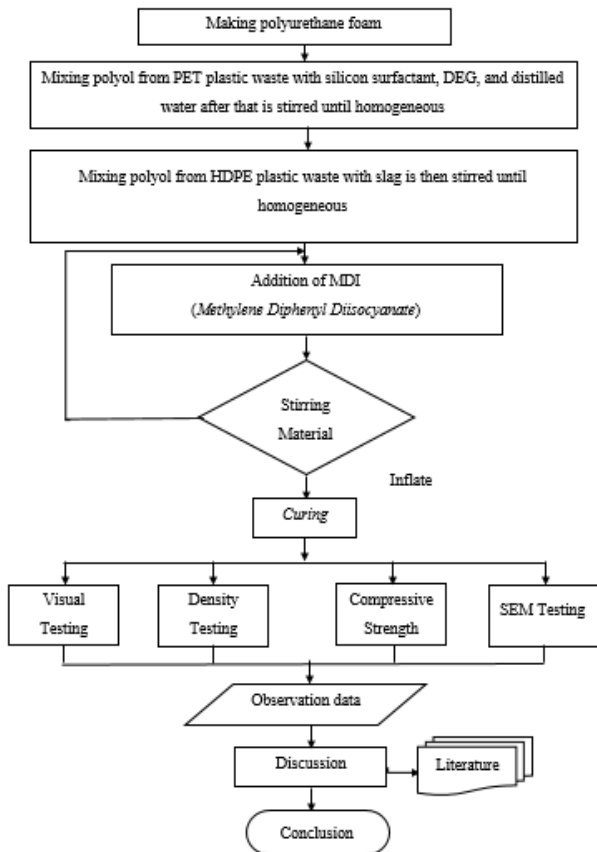 Making polyurethane foam
Mixing polyol from PET plastic waste with silicon surfactant, DEG, and distilled
water after that is stirred until homogeneous
Mixing polyol from HDPE plastic waste with slag is then stirred until
homogeneous
Addition of MDI
(Methylene Diphenyl Diisocyanate)
Stirring
Material
Inflate
Curing
Visual
Testing
Density
Testing
Compressive
Strength
SEM Testing
Observation data
Discussion
Literature
Conclusion